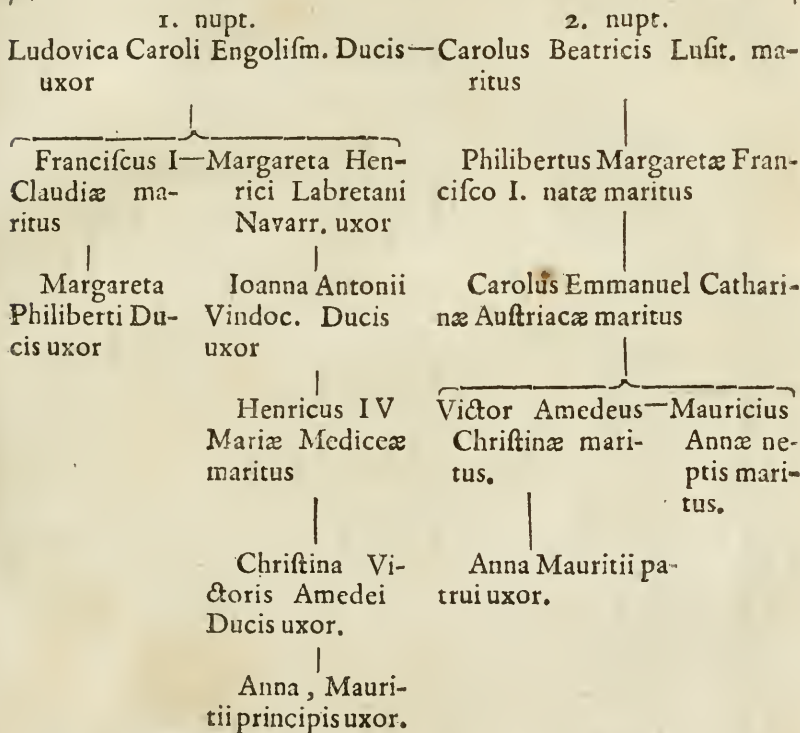 1. nupt.
Ludovica Caroli Engoliſm. Ducis—
uxor
Franciſcus I—
Claudiæ ma-
ritus
Margareta
Philiberti Du-
cis uxor
Margareta Hen-
rici Labretani
Navarr. uxor
Ioanna Antonii
Vindoc. Ducis
uxor
Henricus IV
Mariæ Mediceæ
maritus
Chriſtina Vi-
ctoris Amedei
Ducis uxor.
Anna, Mauri-
tii principis uxor.
2. nupt.
Carolus Beatricis Luſit. ma-
ritus
Philibertus Margaretæ Fran-
ciſco I. natæ maritus
Carolus Emmanuel Cathari-
næ Auſtriacæ maritus
Victor Amedeus—
Chriſtinæ mari-
tus.
Anna Mauritii pa-
trui uxor.
Mauricius
Annæ ne-
ptis mari-
tus.